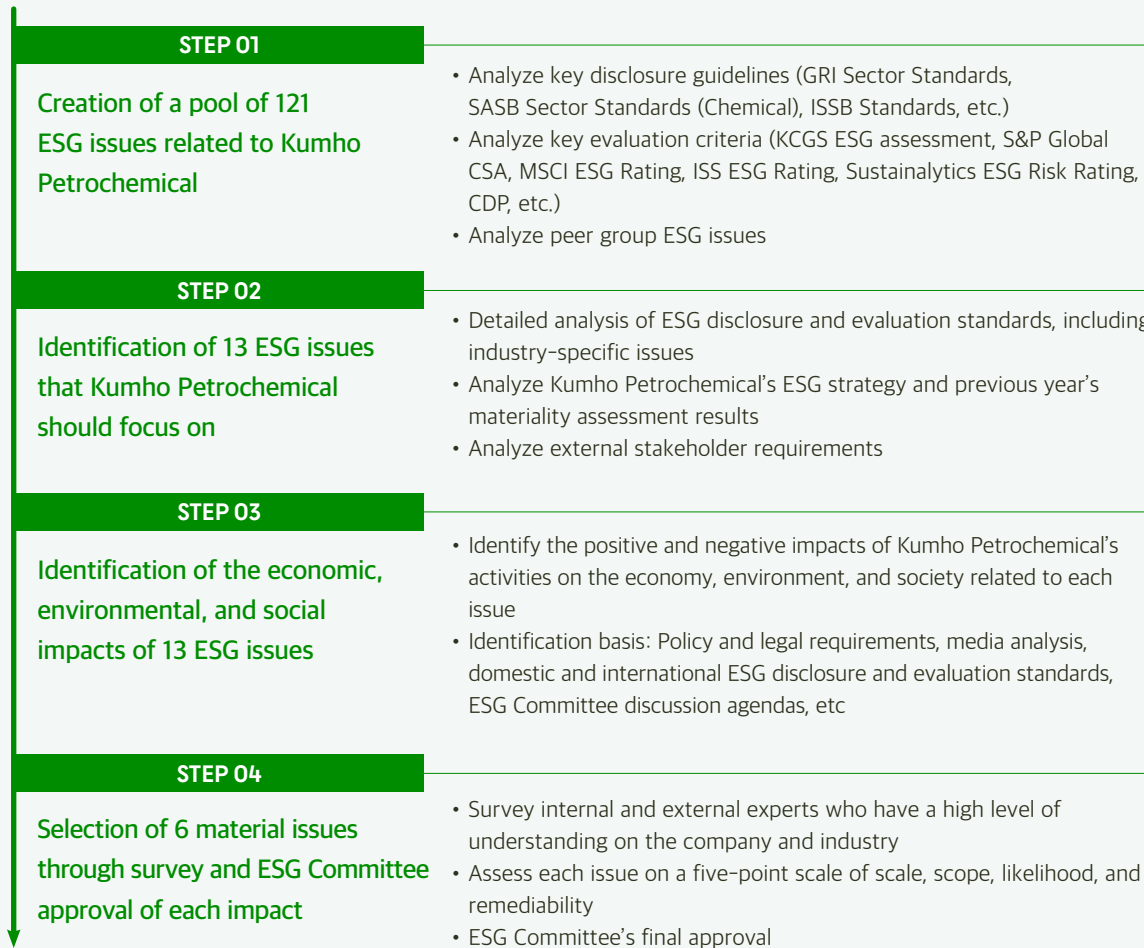 STEP 01
Creation of a pool of 121
ESG issues related to Kumho
Petrochemical
• Analyze key disclosure guidelines (GRI Sector Standards,
SASB Sector Standards (Chemical), ISSB Standards, etc.)
• Analyze key evaluation criteria (KCGS ESG assessment, S&P Global
CSA, MSCI ESG Rating, ISS ESG Rating, Sustainalytics ESG Risk Rating,
CDP, etc.)
• Analyze peer group ESG issues
STEP 02
Identification of 13 ESG issues
that Kumho Petrochemical
should focus on
• Detailed analysis of ESG disclosure and evaluation standards, including
industry-specific issues
• Analyze Kumho Petrochemical's ESG strategy and previous year's
materiality assessment results
• Analyze external stakeholder requirements
STEP 03
Identification of the economic,
environmental, and social
impacts of 13 ESG issues
• Identify the positive and negative impacts of Kumho Petrochemical's
activities on the economy, environment, and society related to each
issue
• Identification basis: Policy and legal requirements, media analysis,
domestic and international ESG disclosure and evaluation standards,
ESG Committee discussion agendas, etc
STEP 04
Selection of 6 material issues
through survey and ESG Committee
approval of each impact
• Survey internal and external experts who have a high level of
understanding on the company and industry
• Assess each issue on a five-point scale of scale, scope, likelihood, and
remediability
• ESG Committee's final approval